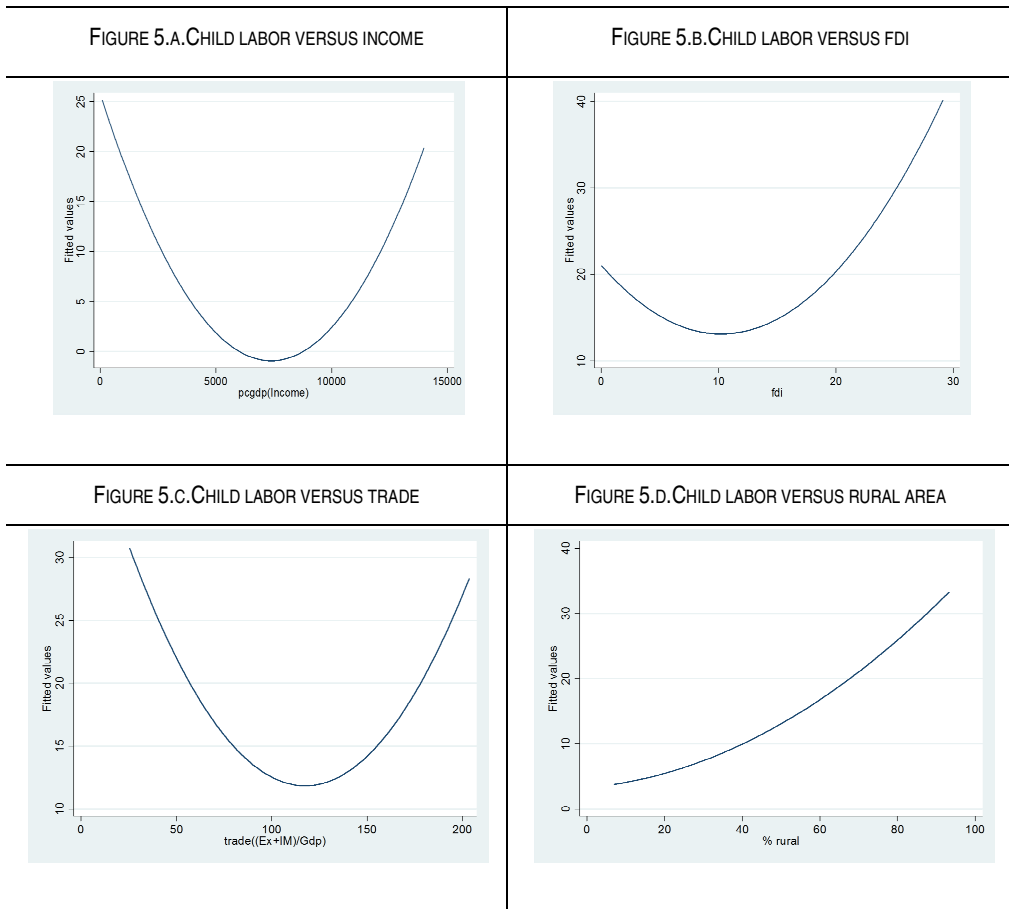 FIGURE 5.A.CHILD LABOR VERSUS INCOME
25
20
15
10
5
0
Fitted values
0 5000 10000 15000
pcgdp(Income)
FIGURE 5.B.CHILD LABOR VERSUS FDI
40
30
20
10
Fitted values
0 10 20 30
fdi
FIGURE 5.C.CHILD LABOR VERSUS TRADE
30
25
20
15
10
Fitted values
0 50 100 150 200
trade((Ex+IM)/Gdp)
FIGURE 5.D.CHILD LABOR VERSUS RURAL AREA
40
30
20
10
0
Fitted values
0 20 40 60 80 100
% rural